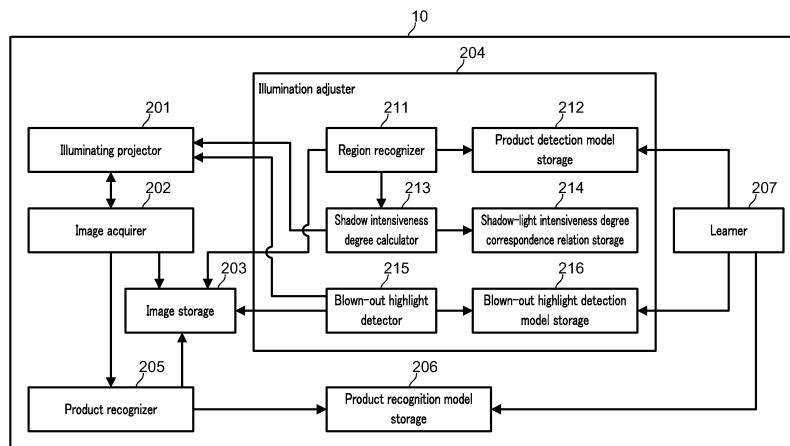 10
204
Illumination adjuster
201
Illuminating projector
211
Region recognizer
212
Product detection model
storage
202
Image acquirer
213
Shadow intensiveness
degree calculator
214
Shadow-light intensiveness degree
correspondence relation storage
207
Learner
203
Image storage
215
Blown-out highlight
detector
216
Blown-out highlight detection
model storage
205
Product recognizer
206
Product recognition model
storage